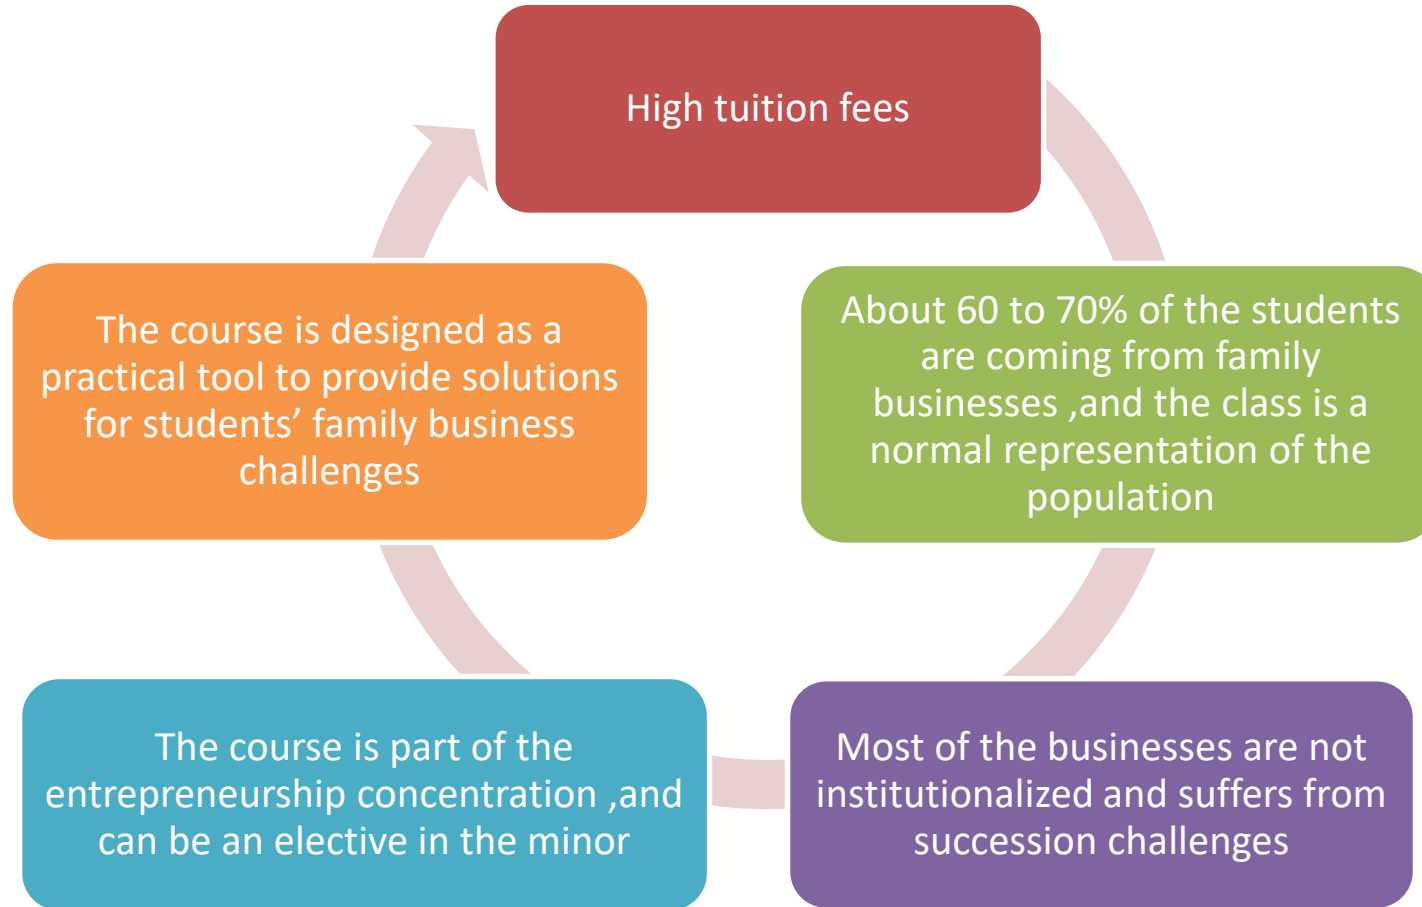 High tuition fees
About 60 to 70% of the students
are coming from family
businesses ,and the class is a
normal representation of the
population
Most of the businesses are not
institutionalized and suffers from
succession challenges
The course is part of the
entrepreneurship concentration ,and
can be an elective in the minor
The course is designed as a
practical tool to provide solutions
for students’ family business
challenges